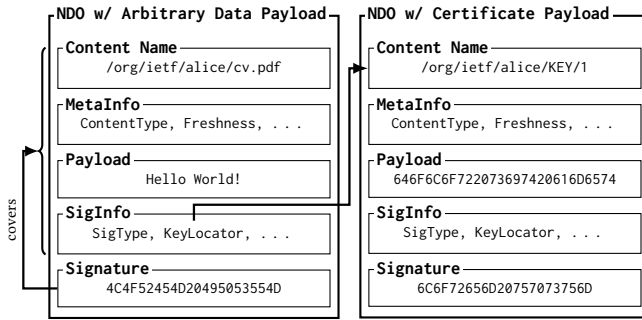 NDO w/ Arbitrary Data Payload
Content Name
/org/ietf/alice/cv.pdf
MetaInfo
ContentType, Freshness, ...
Payload
Hello World!
SigInfo
SigType, KeyLocator, ...
Signature
4C4F52454D20495053554D
covers
NDO w/ Certificate Payload
Content Name
/org/ietf/alice/KEY/1
MetaInfo
ContentType, Freshness, ...
Payload
646F6C6F722073697420616D6574
SigInfo
SigType, KeyLocator, ...
Signature
6C6F72656D20757073756D